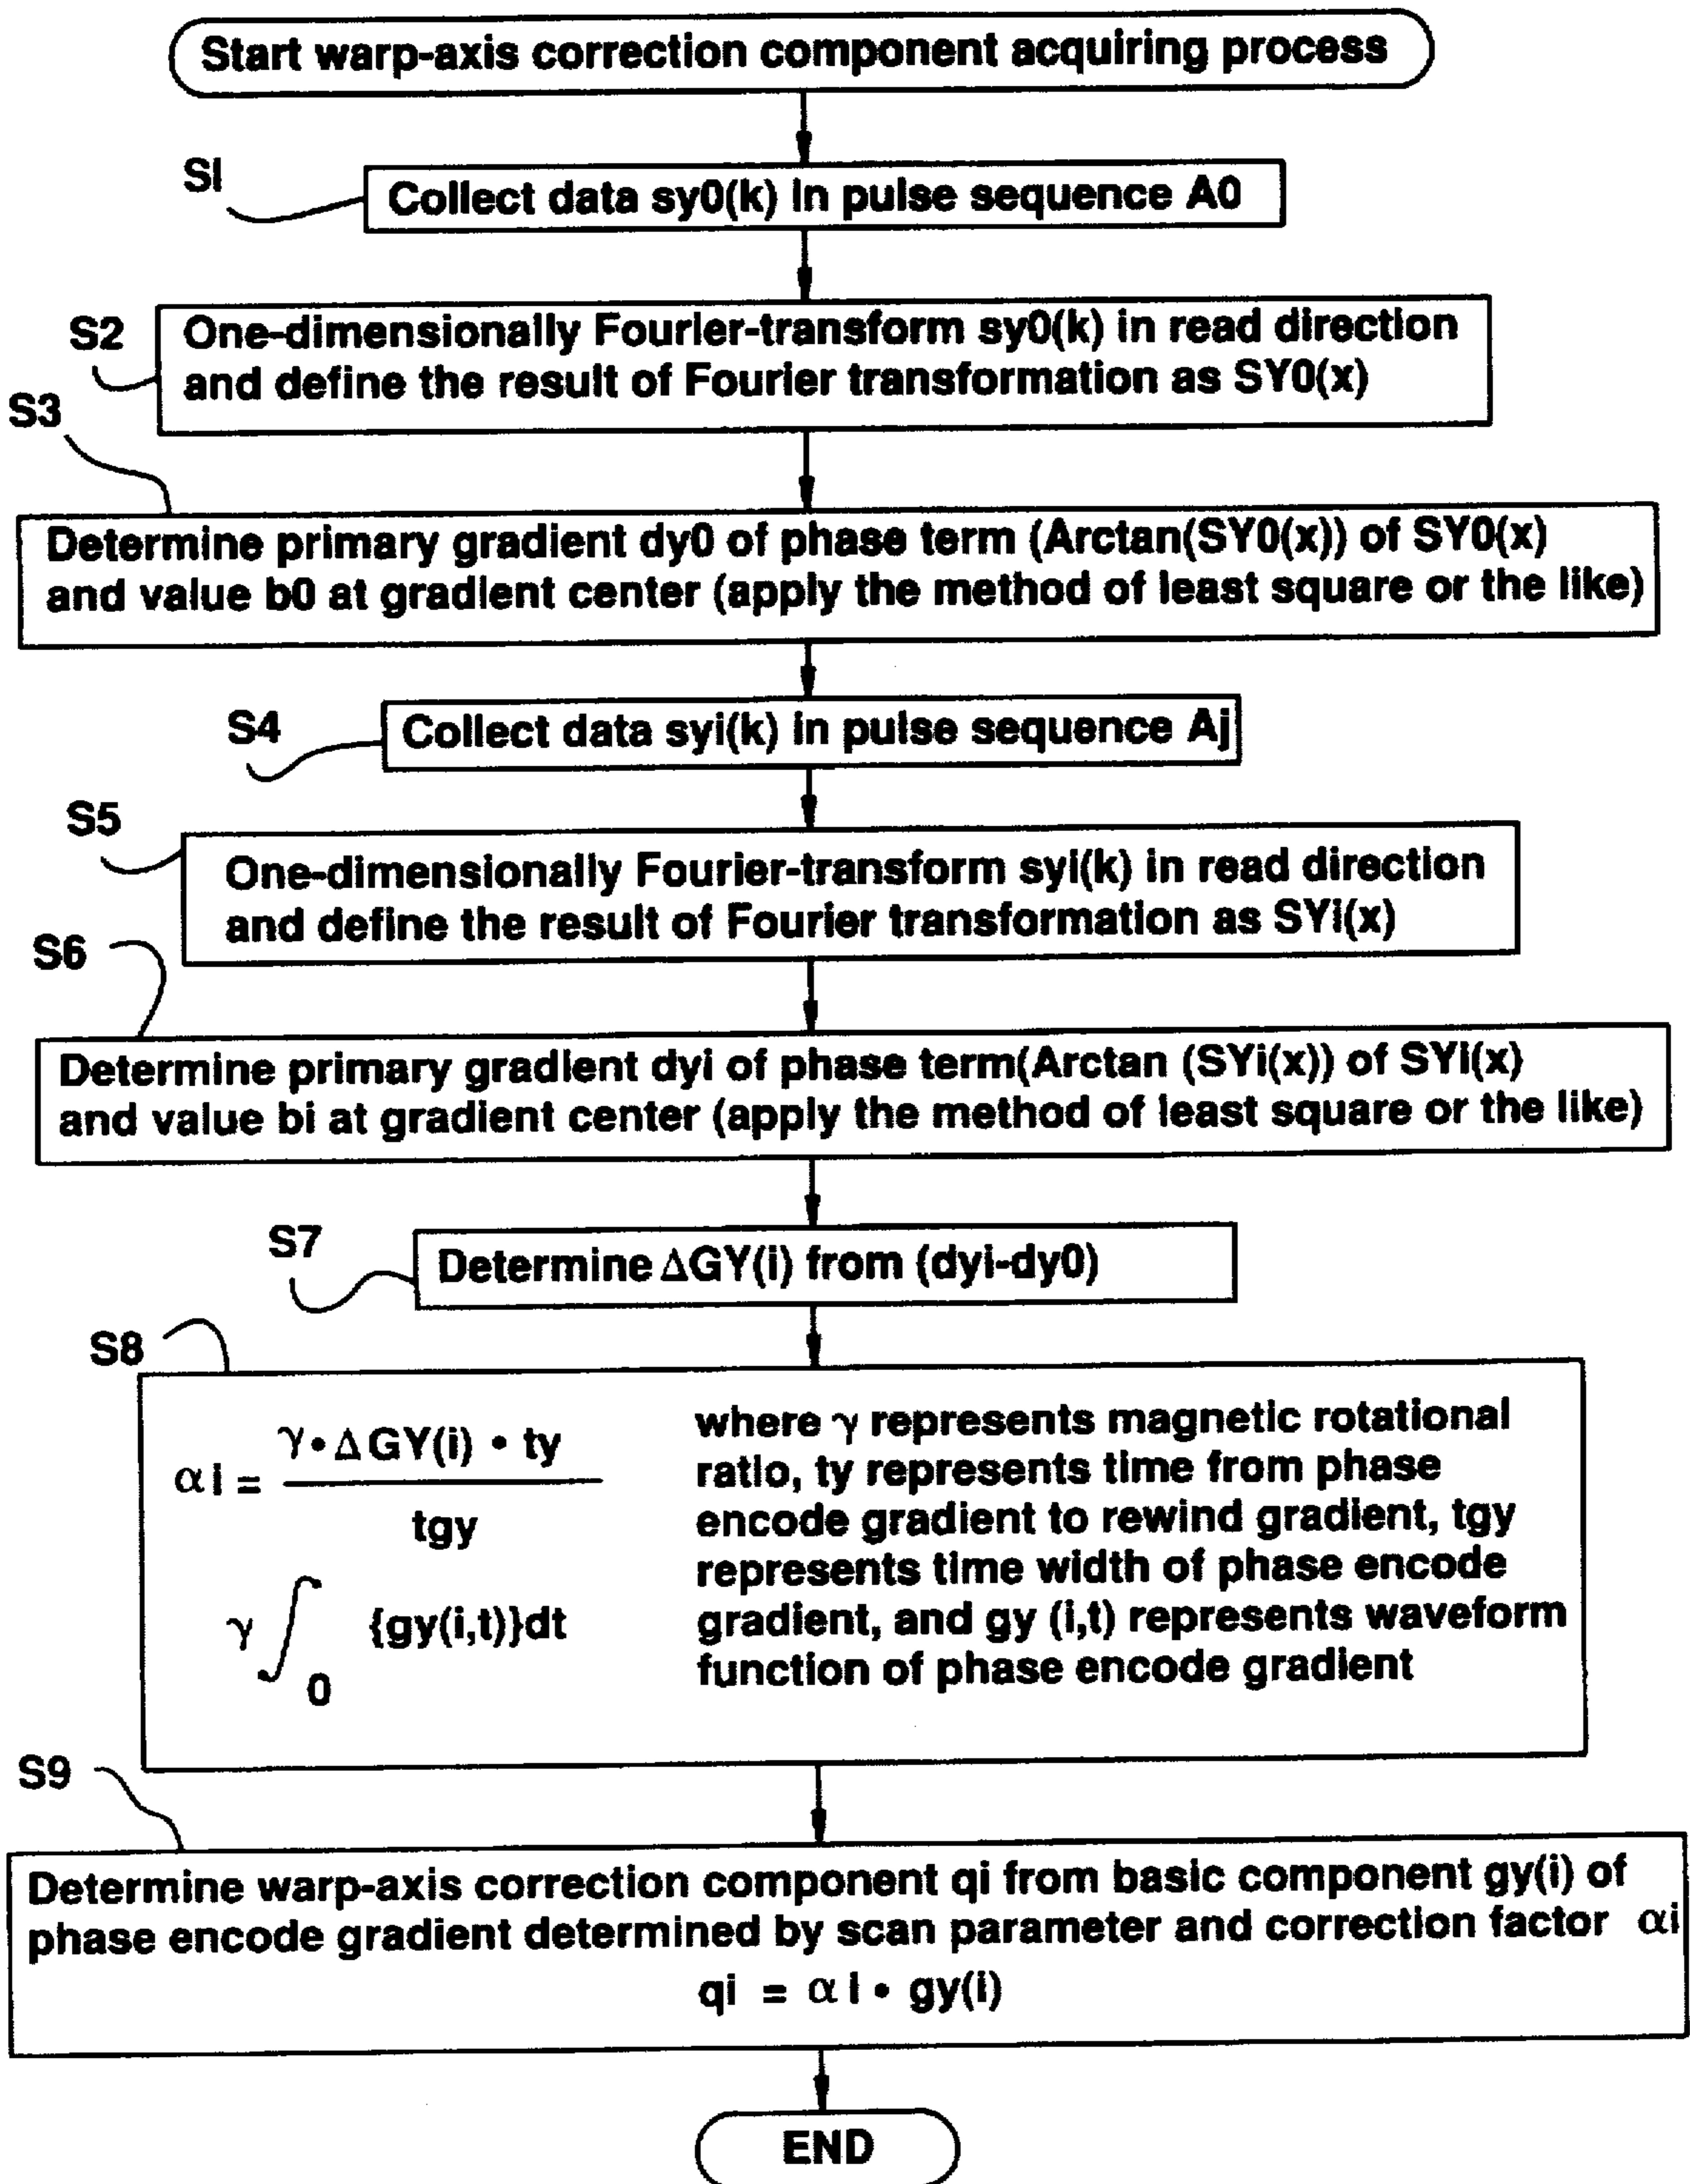 Start warp-axis correction component acquiring process
S1
Collect data sy0(k) in pulse sequence A0
S2
One-dimensionally Fourier-transform sy0(k) in read direction
and define the result of Fourier transformation as SY0(x)
S3
Determine primary gradient dy0 of phase term (Arctan(SY0(x)) of SY0(x)
and value b0 at gradient center (apply the method of least square or the like)
S4
Collect data syi(k) in pulse sequence Aj
S5
One-dimensionally Fourier-transform syi(k) in read direction
and define the result of Fourier transformation as SYi(x)
S6
Determine primary gradient dyi of phase term(Arctan (SYi(x)) of SYi(x)
and value bi at gradient center (apply the method of least square or the like)
S7
Determine ΔGY(i) from (dyi-dy0)
S8
γ•ΔGY(i) • ty
αi =
tgy
γ∫ {gy(i,t)}dt
0
where γ represents magnetic rotational
ratio, ty represents time from phase
encode gradient to rewind gradient, tgy
represents time width of phase encode
gradient, and gy (i,t) represents waveform
function of phase encode gradient
S9
Determine warp-axis correction component qi from basic component gy(i) of
phase encode gradient determined by scan parameter and correction factor αi
qi = αi • gy(i)
END